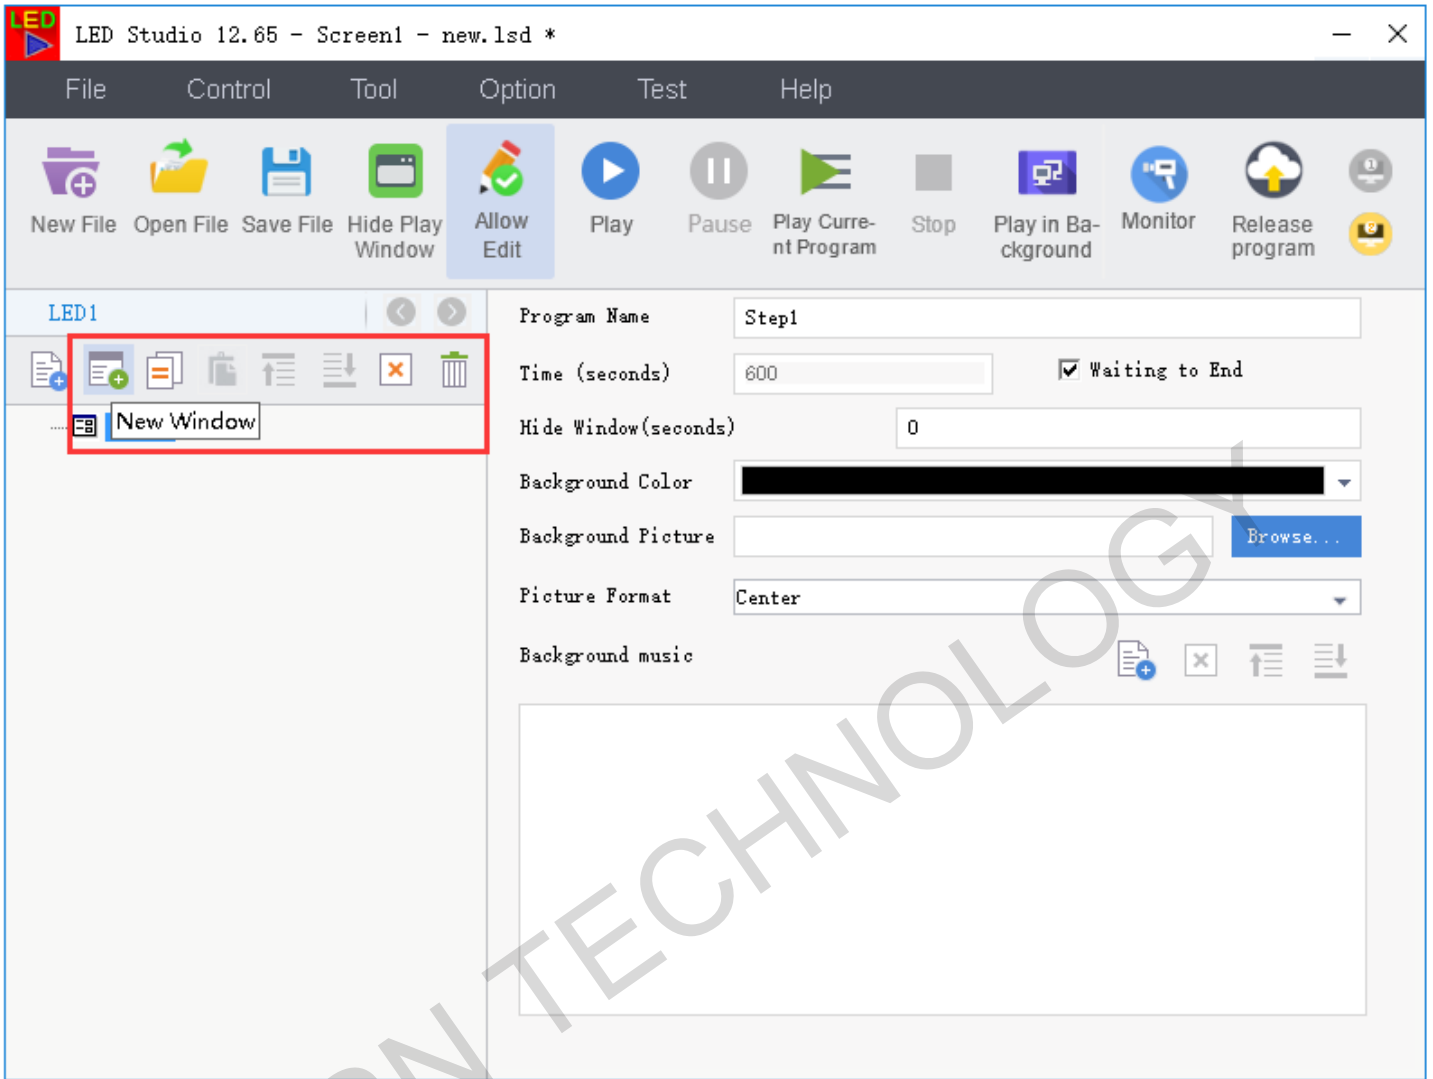 LED
LED Studio 12.65 - Screen1 - new.lsd *
File Control Tool Option Test Help
New File Open File Save File Hide Play Window Allow Edit Play Pause Play Curre-nt Program Stop Play in Ba-ckground Monitor Release program
LED1
New Window
Program Name Step1
Time (seconds) 600 Waiting to End
Hide Window(seconds) 0
Background Color
Background Picture Browse...
Picture Format Center
Background music
TECHNOLOGY